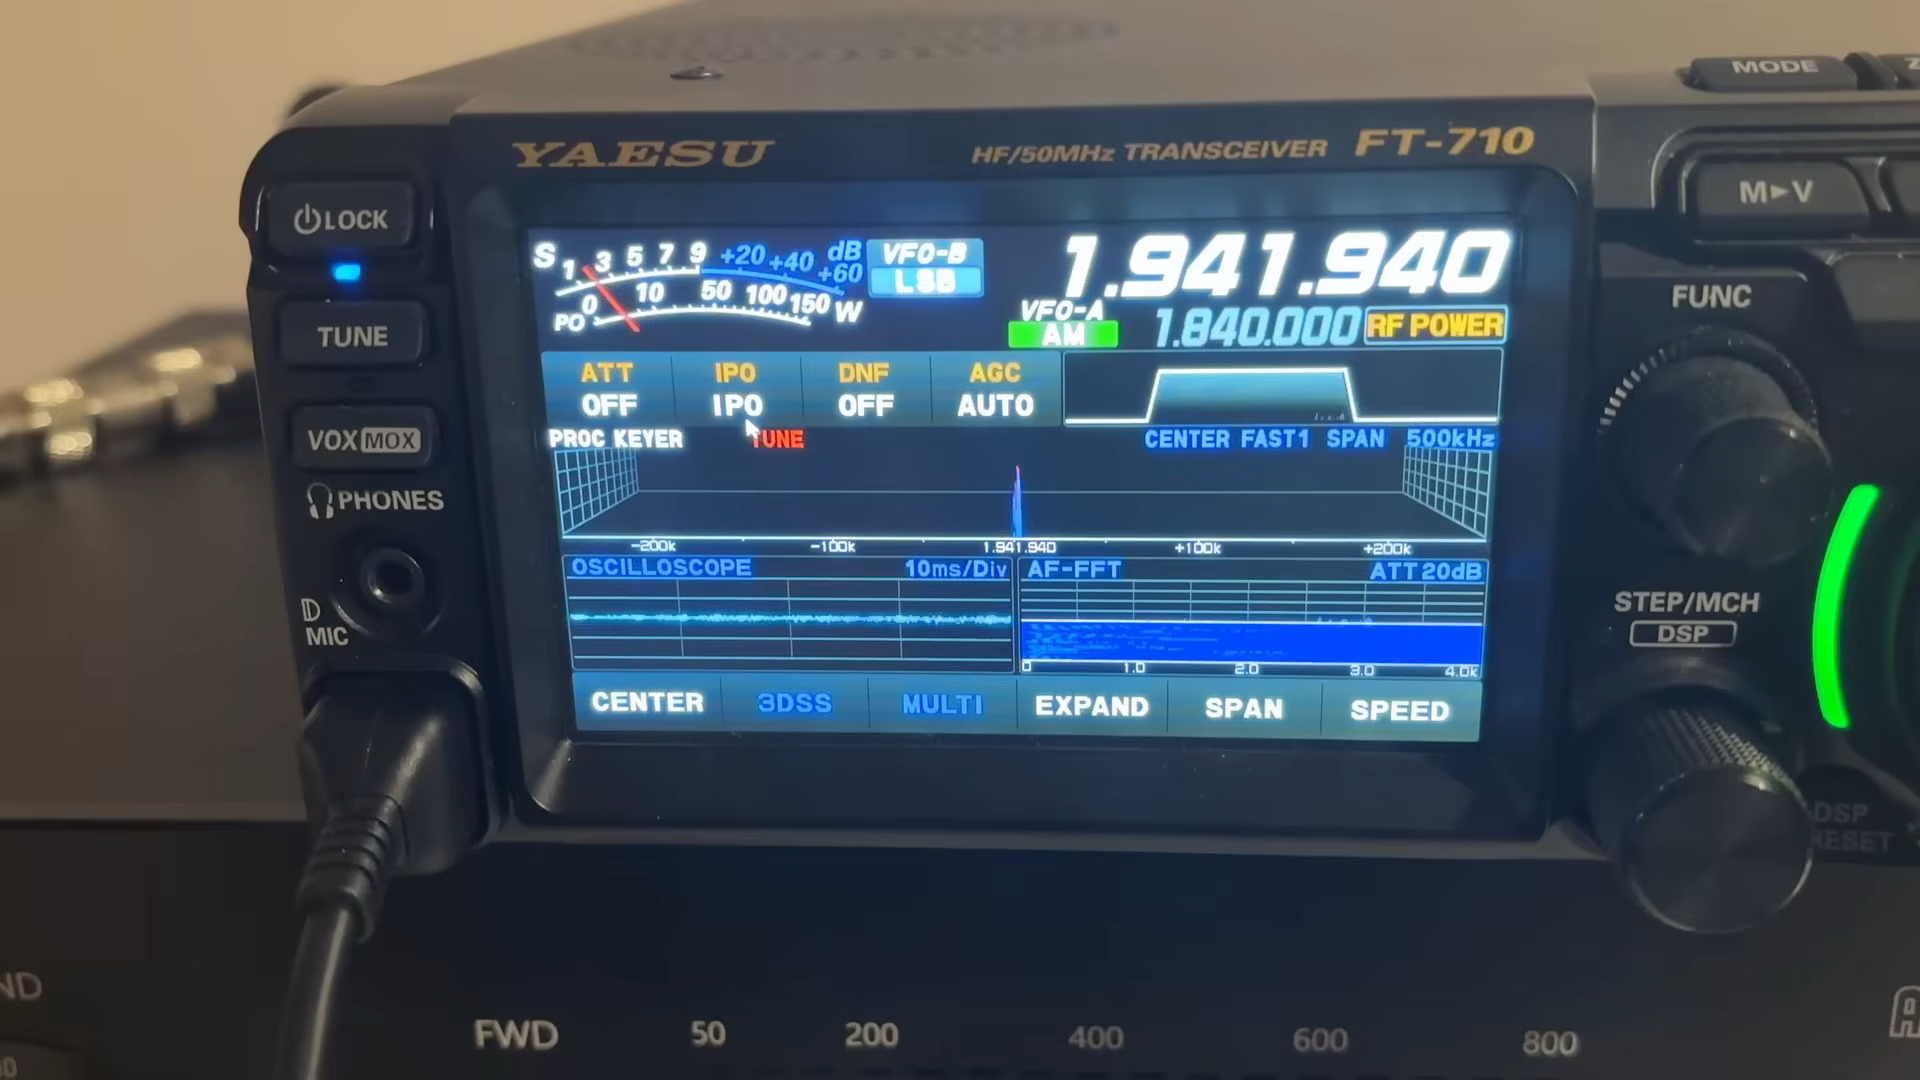 MODE
YAESU HF/50MHz TRANSCEIVER FT-710
LOCK
M►V
S 1 3 5 7 9 +20 +40 +60 dB
VFO-B
LSB
1.941.940
0 10 50 100 150 W
PO
VFO-A
AM
1.840.000
RF POWER
FUNC
TUNE
ATT IPO DNF AGC
OFF IPO OFF AUTO
VOX MOX
PROC KEYER TUNE
CENTER FAST1 SPAN 500kHz
PHONES
-200k -100k 1.941.940 +100k +200k
OSCILLOSCOPE 10ms/Div
AF-FFT ATT 20dB
MIC
STEP/MCH
DSP
0 1.0 2.0 3.0 4.0k
CENTER 3DSS MULTI EXPAND SPAN SPEED
DSP
RESET
ND
FWD 50 200 400 600 800